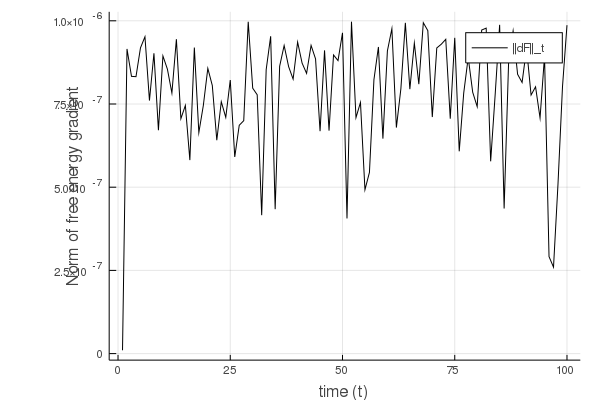 1.0×10 -6
‖dF‖_t
7.5×10 -7
5.0×10 -7
2.5×10 -7
0
Norm of free energy gradient
0 25 50 75 100
time (t)